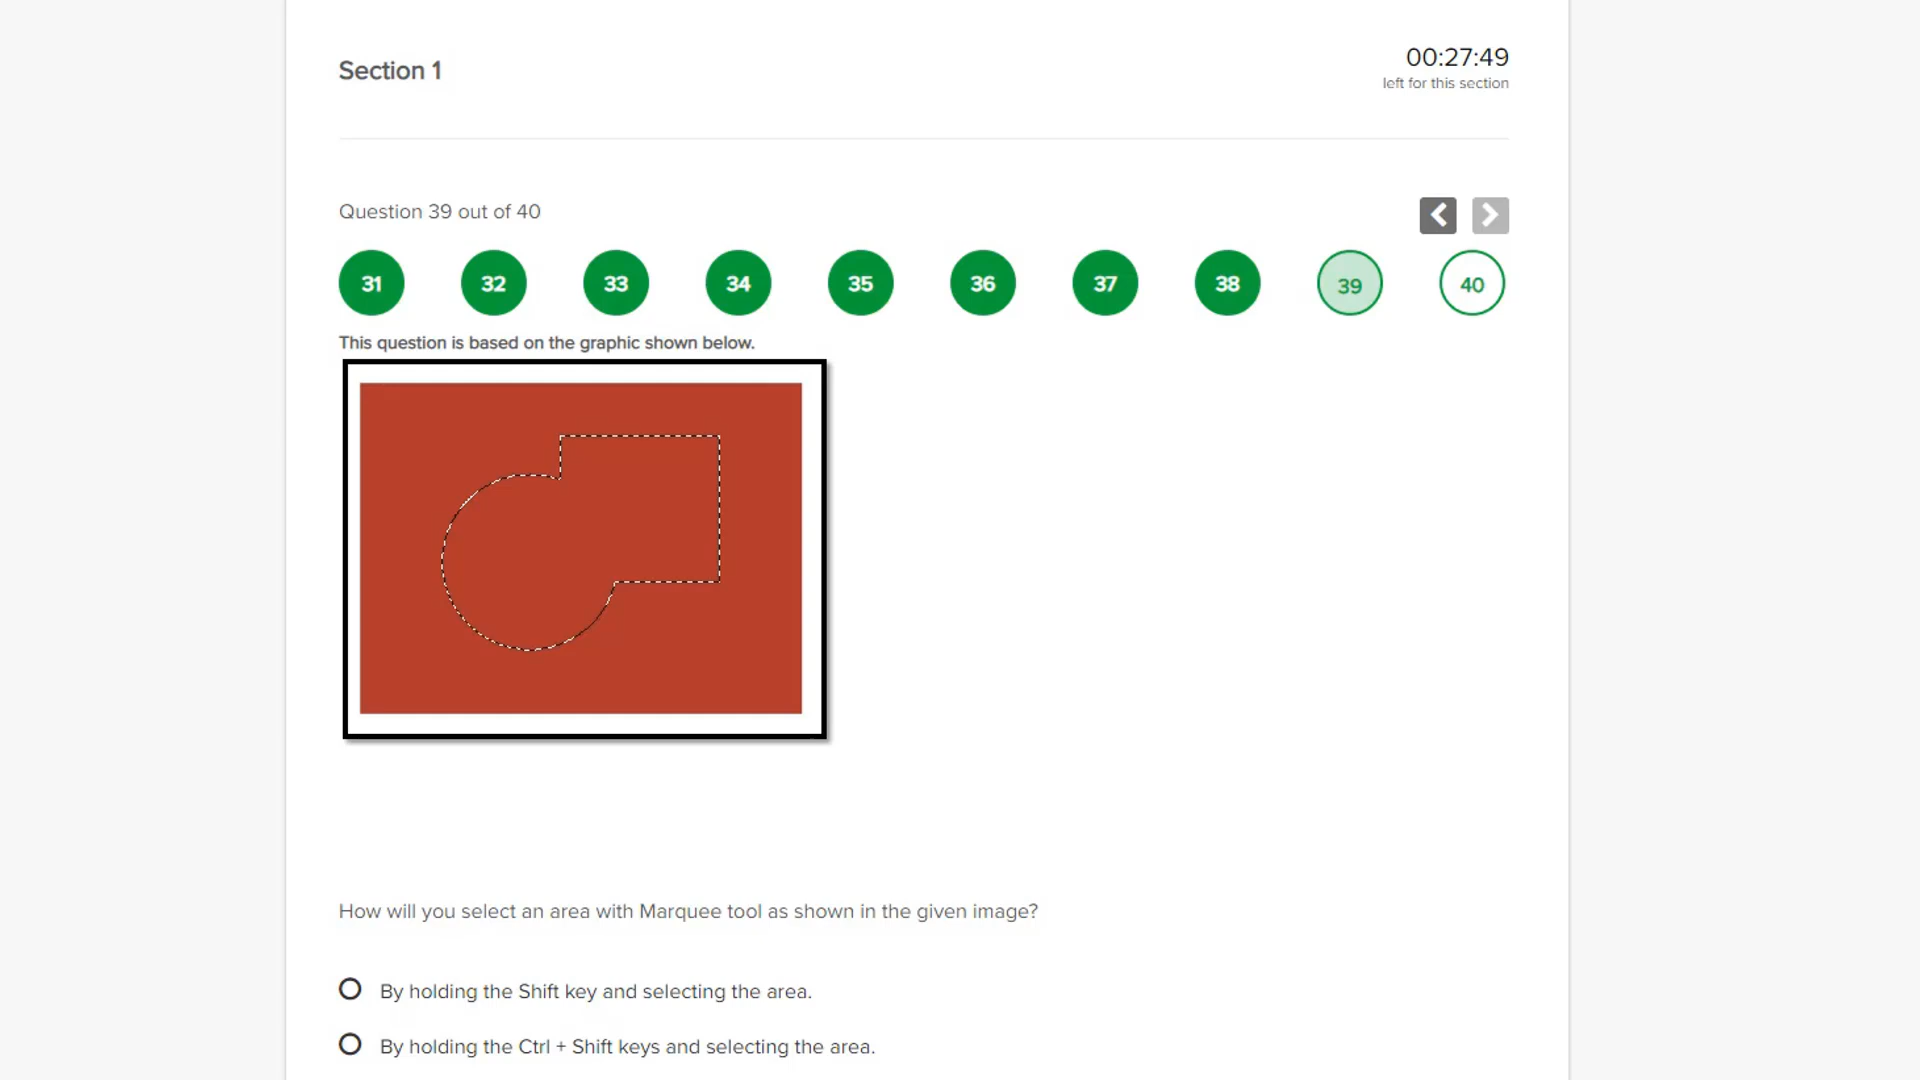 Section 1
00:27:49
left for this section
Question 39 out of 40
31 32 33 34 35 36 37 38 39 40
This question is based on the graphic shown below.
How will you select an area with Marquee tool as shown in the given image?
By holding the Shift key and selecting the area.
By holding the Ctrl + Shift keys and selecting the area.